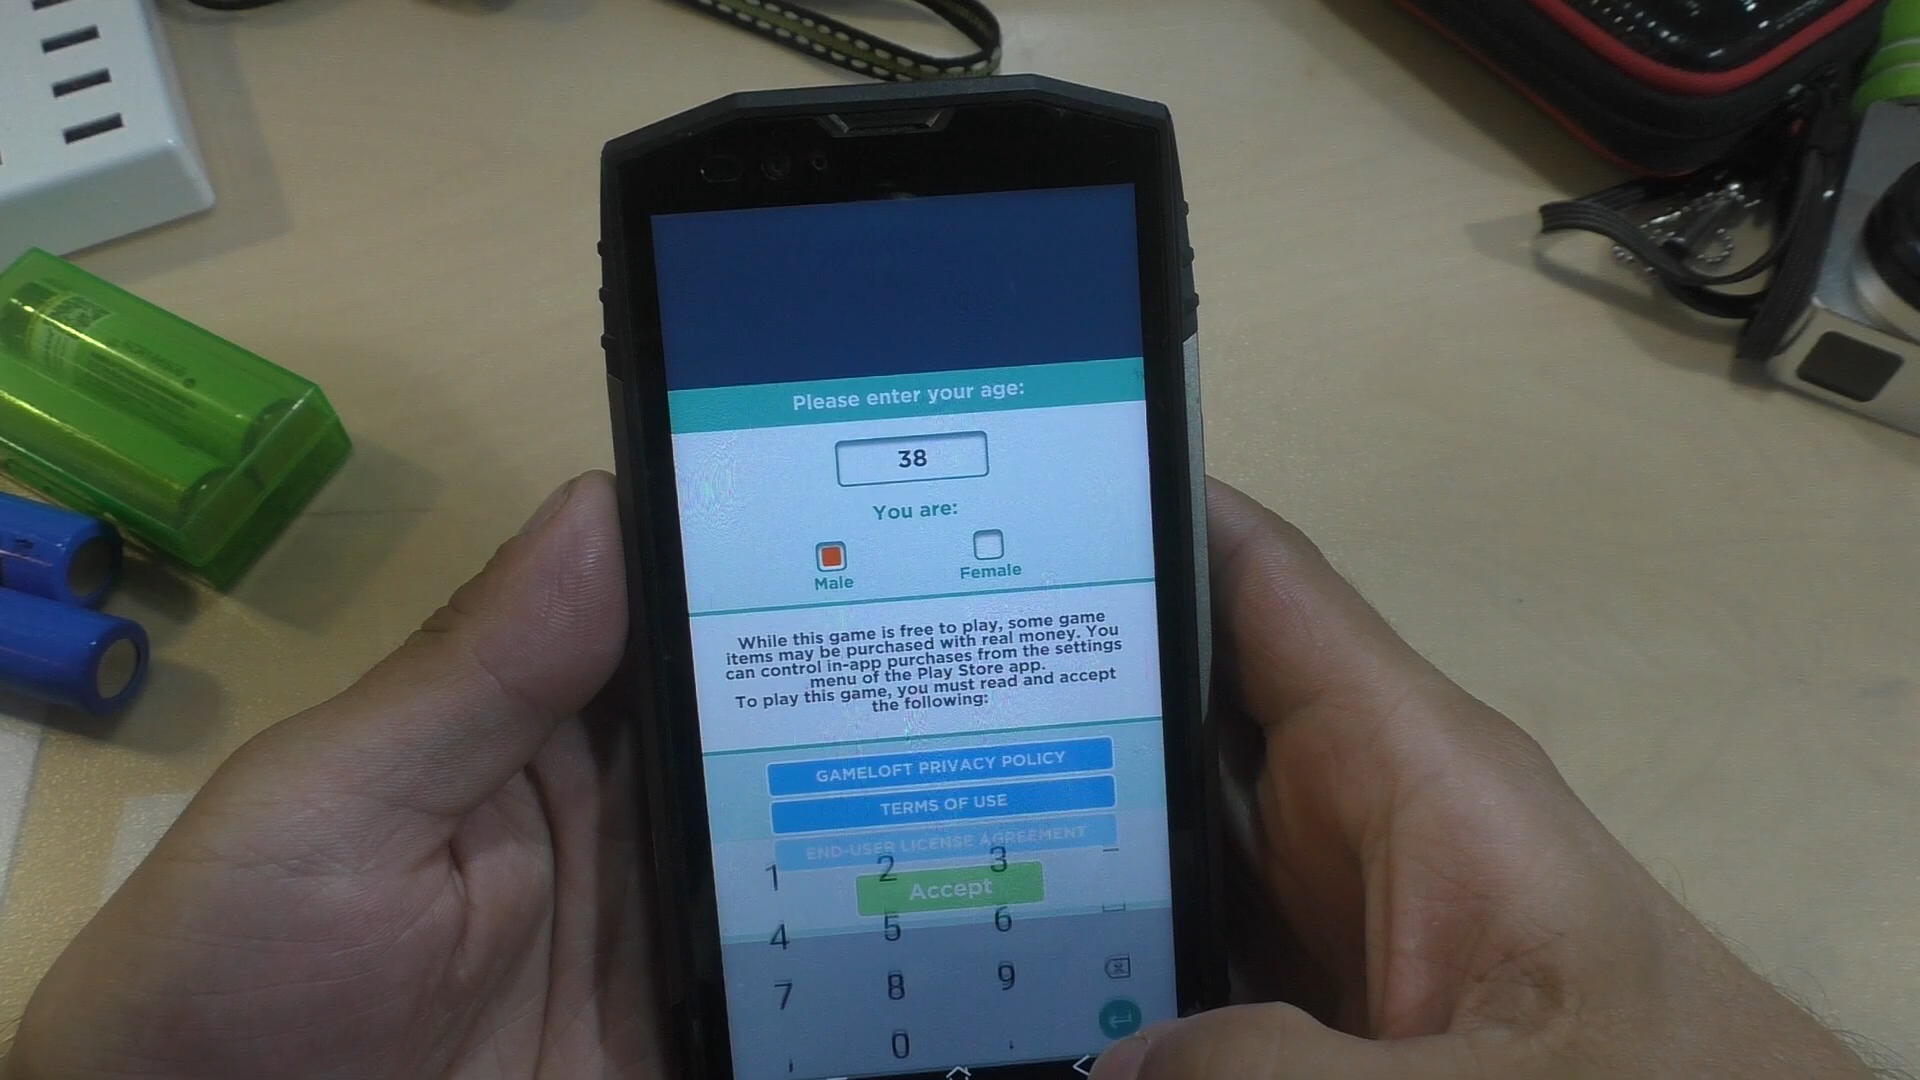 Please enter your age:
38
You are:
Male
Female
While this game is free to play, some game
items may be purchased with real money. You
can control in-app purchases from the settings
menu of the Play Store app.
To play this game, you must read and accept
the following:
GAMELOFT PRIVACY POLICY
TERMS OF USE
END-USER LICENSE AGREEMENT
1 2 3
Accept
4 5 6
7 8 9
0